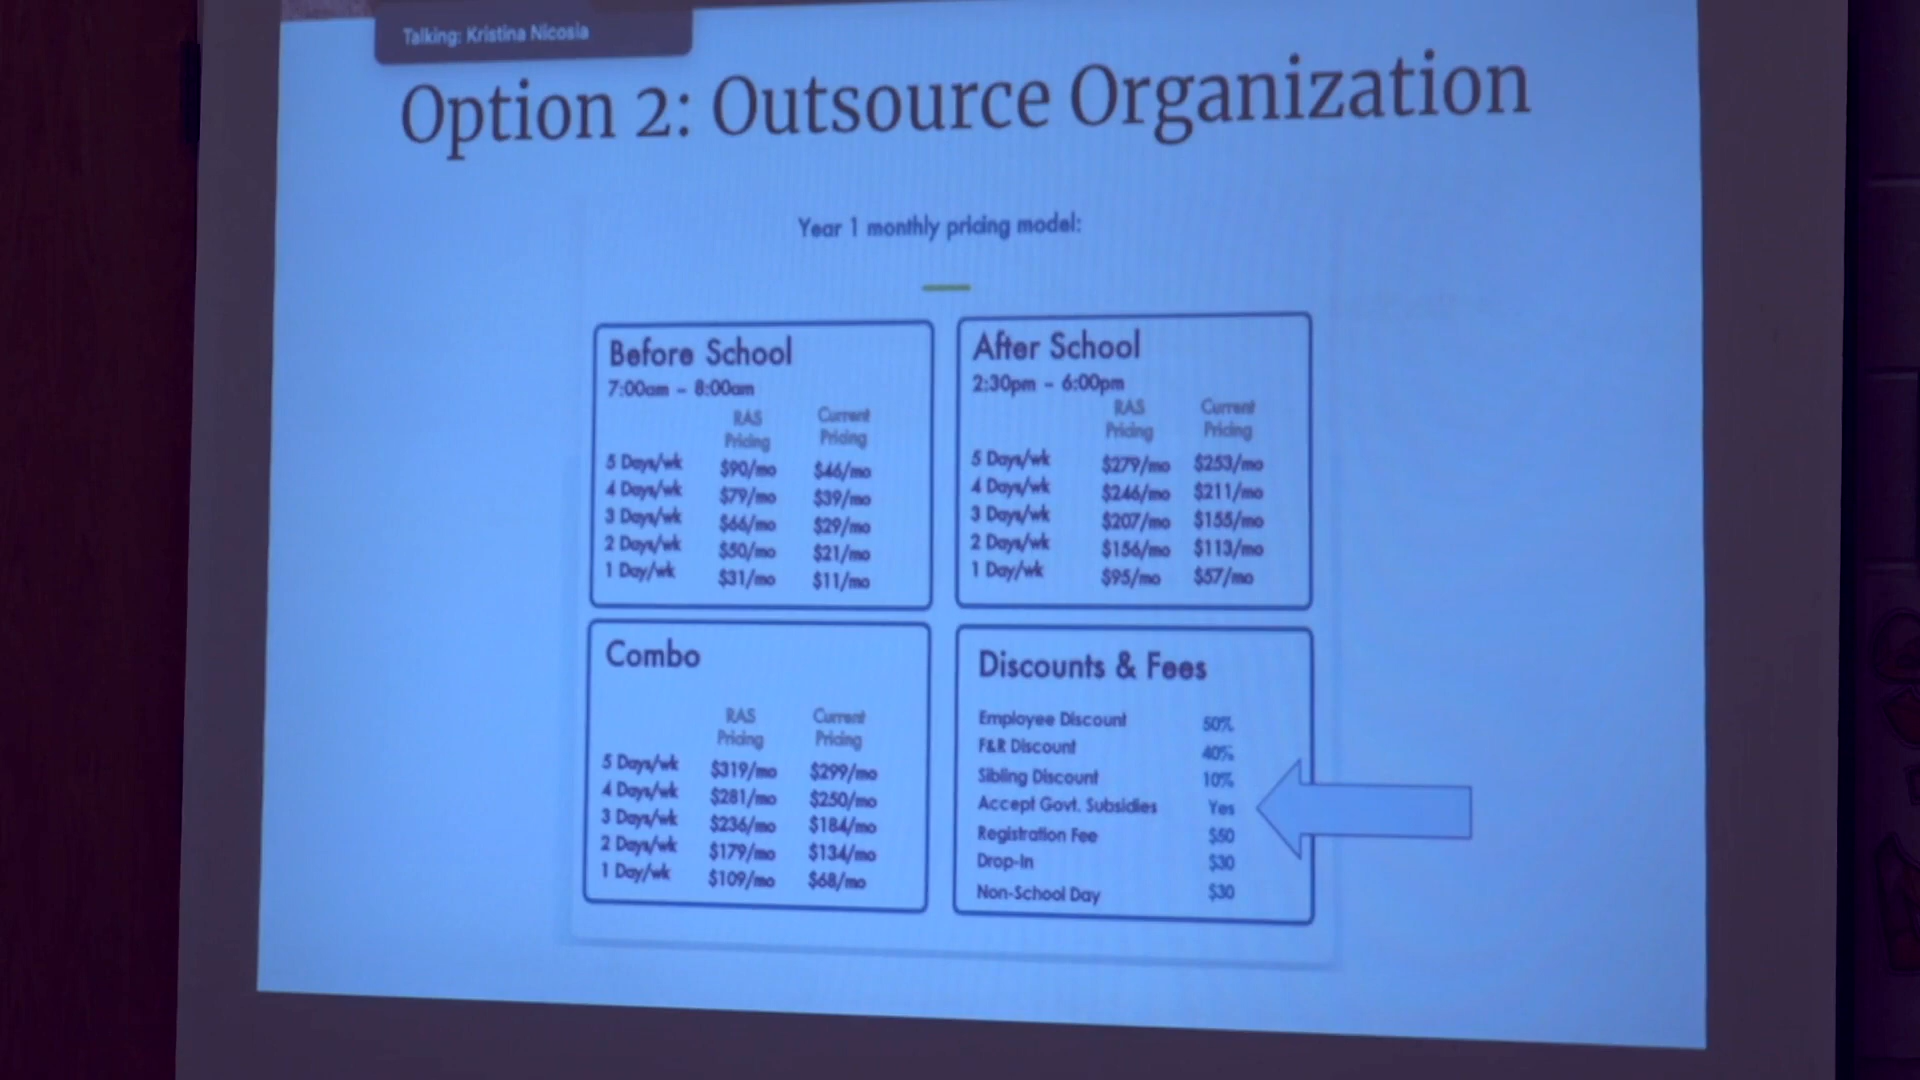 Talking: Kristina Nicosia
Option 2: Outsource Organization
Year 1 monthly pricing model:
Before School
7:00am - 8:00am
RAS Pricing Current Pricing
5 Days/wk $90/mo $46/mo
4 Days/wk $79/mo $39/mo
3 Days/wk $66/mo $29/mo
2 Days/wk $50/mo $21/mo
1 Day/wk $31/mo $11/mo
After School
2:30pm - 6:00pm
RAS Pricing Current Pricing
5 Days/wk $279/mo $253/mo
4 Days/wk $246/mo $211/mo
3 Days/wk $207/mo $155/mo
2 Days/wk $156/mo $113/mo
1 Day/wk $95/mo $57/mo
Combo
RAS Pricing Current Pricing
5 Days/wk $319/mo $299/mo
4 Days/wk $281/mo $250/mo
3 Days/wk $236/mo $184/mo
2 Days/wk $179/mo $134/mo
1 Day/wk $109/mo $68/mo
Discounts & Fees
Employee Discount 50%
F&R Discount 40%
Sibling Discount 10%
Accept Govt. Subsidies Yes
Registration Fee $50
Drop-In $30
Non-School Day $30